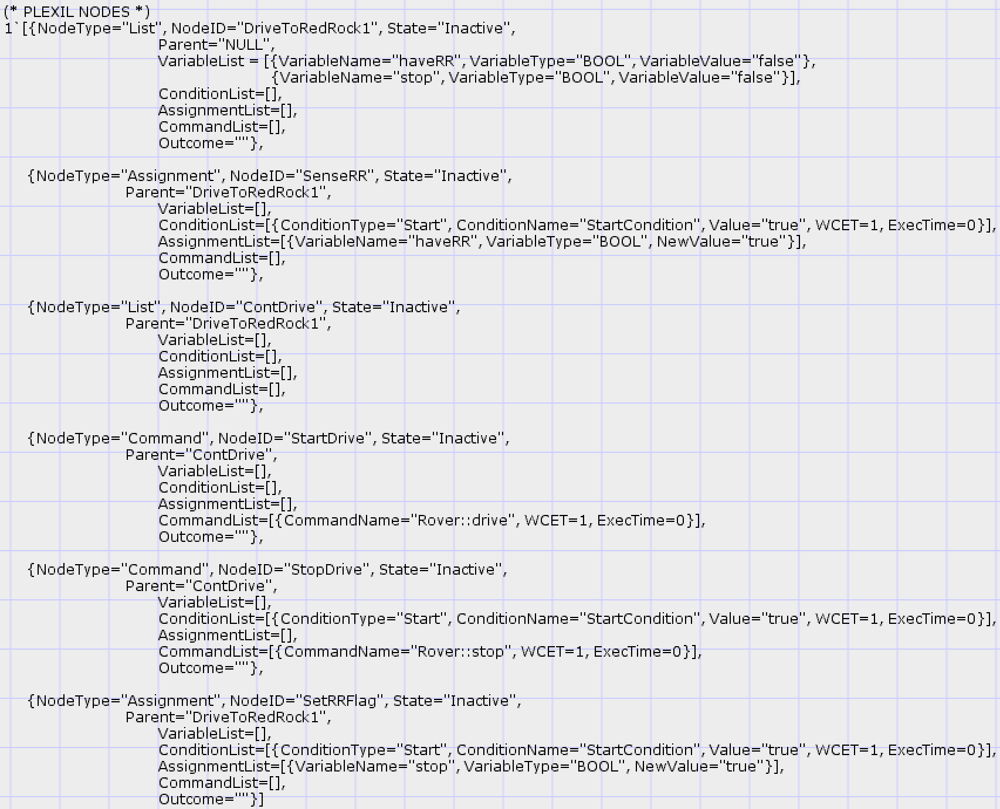 (* PLEXIL NODES *)
1`[{NodeType="List", NodeID="DriveToRedRock1", State="Inactive",
Parent="NULL",
VariableList = [{VariableName="haveRR", VariableType="BOOL", VariableValue="false"},
{VariableName="stop", VariableType="BOOL", VariableValue="false"}],
ConditionList=[],
AssignmentList=[],
CommandList=[],
Outcome=""},
{NodeType="Assignment", NodeID="SenseRR", State="Inactive",
Parent="DriveToRedRock1",
VariableList=[],
ConditionList=[{ConditionType="Start", ConditionName="StartCondition", Value="true", WCET=1, ExecTime=0}],
AssignmentList=[{VariableName="haveRR", VariableType="BOOL", NewValue="true"}],
CommandList=[],
Outcome=""},
{NodeType="List", NodeID="ContDrive", State="Inactive",
Parent="DriveToRedRock1",
VariableList=[],
ConditionList=[],
AssignmentList=[],
CommandList=[],
Outcome=""},
{NodeType="Command", NodeID="StartDrive", State="Inactive",
Parent="ContDrive",
VariableList=[],
ConditionList=[],
AssignmentList=[],
CommandList=[{CommandName="Rover::drive", WCET=1, ExecTime=0}],
Outcome=""},
{NodeType="Command", NodeID="StopDrive", State="Inactive",
Parent="ContDrive",
VariableList=[],
ConditionList=[{ConditionType="Start", ConditionName="StartCondition", Value="true", WCET=1, ExecTime=0}],
AssignmentList=[],
CommandList=[{CommandName="Rover::stop", WCET=1, ExecTime=0}],
Outcome=""},
{NodeType="Assignment", NodeID="SetRRFlag", State="Inactive",
Parent="DriveToRedRock1",
VariableList=[],
ConditionList=[{ConditionType="Start", ConditionName="StartCondition", Value="true", WCET=1, ExecTime=0}],
AssignmentList=[{VariableName="stop", VariableType="BOOL", NewValue="true"}],
CommandList=[],
Outcome=""}]